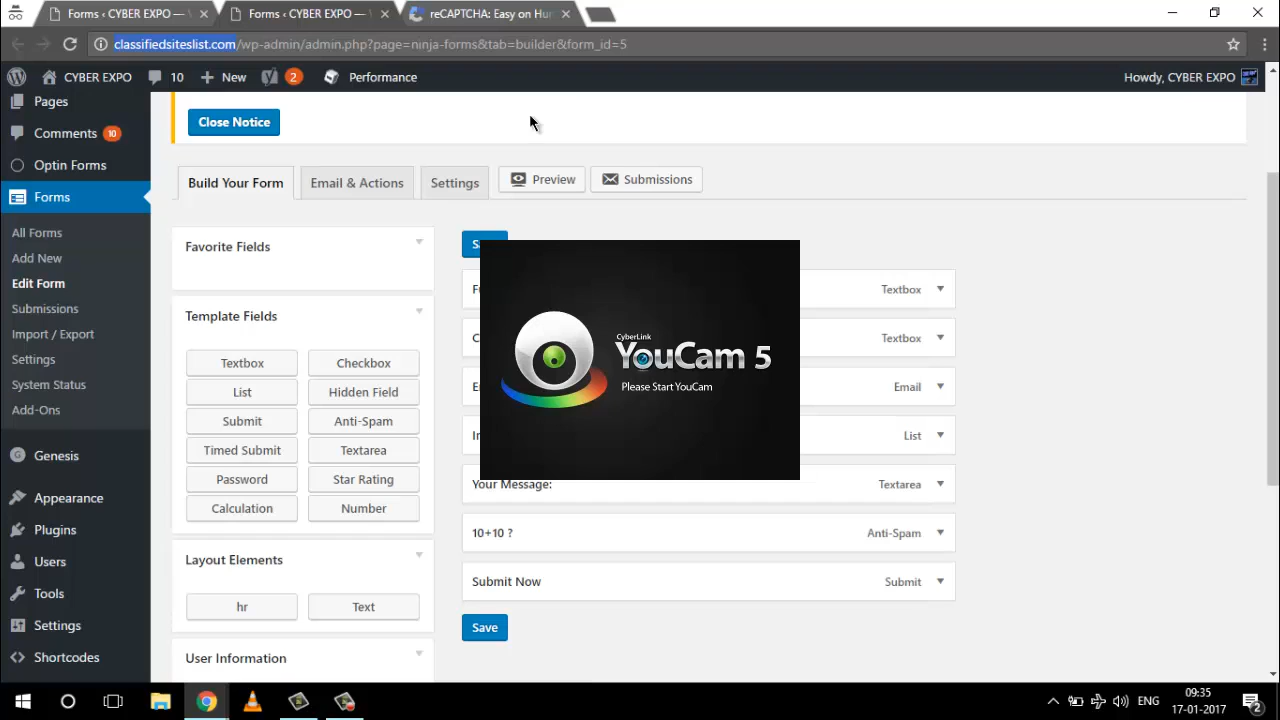 Forms ‹ CYBER EXPO — V
Forms ‹ CYBER EXPO — V
reCAPTCHA: Easy on Hum
classifiedsiteslist.com/wp-admin/admin.php?page=ninja-forms&tab=builder&form_id=5
CYBER EXPO
10
New
2
Performance
Howdy, CYBER EXPO
Pages
Comments 10
Optin Forms
Forms
All Forms
Add New
Edit Form
Submissions
Import / Export
Settings
System Status
Add-Ons
Genesis
Appearance
Plugins
Users
Tools
Settings
Shortcodes
Close Notice
Build Your Form
Email & Actions
Settings
Preview
Submissions
Favorite Fields
Template Fields
Textbox
Checkbox
List
Hidden Field
Submit
Anti-Spam
Timed Submit
Textarea
Password
Star Rating
Calculation
Number
Layout Elements
hr
Text
User Information
Textbox
Textbox
Email
List
Your Message:
Textarea
10+10 ?
Anti-Spam
Submit Now
Submit
Save
CyberLink
YouCam 5
Please Start YouCam
ENG
09:35
17-01-2017
2